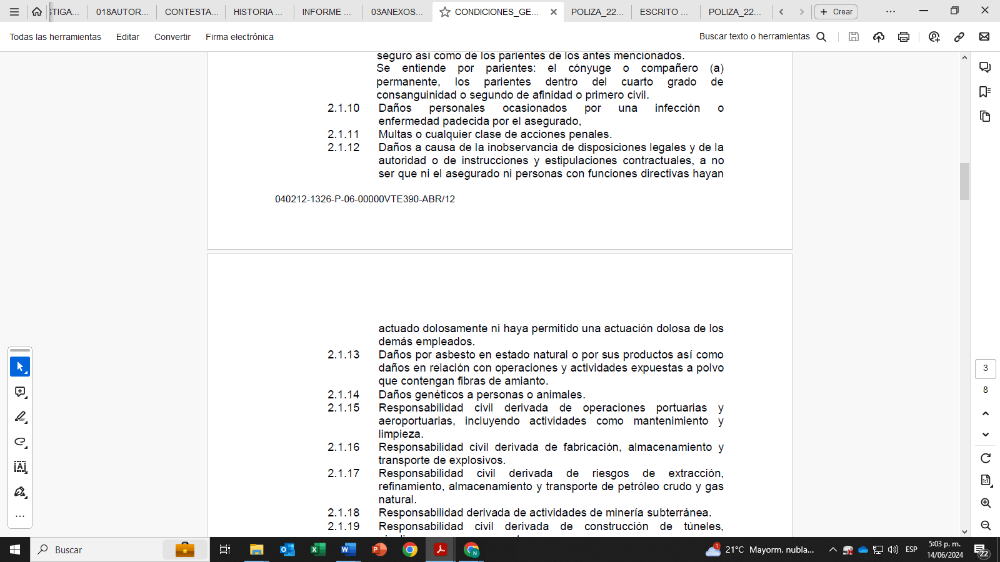 STIGA...
018AUTOR...
CONTESTA...
HISTORIA ...
INFORME ...
03ANEXOS...
CONDICIONES_GE...
POLIZA_22...
ESCRITO ...
POLIZA_22...
Crear
Todas las herramientas
Editar
Convertir
Firma electrónica
Buscar texto o herramientas
seguro así como de los parientes de los antes mencionados.
Se entiende por parientes: el cónyuge o compañero (a)
permanente, los parientes dentro del cuarto grado de
consanguinidad o segundo de afinidad o primero civil.
2.1.10 Daños personales ocasionados por una infección o
enfermedad padecida por el asegurado,
2.1.11 Multas o cualquier clase de acciones penales.
2.1.12 Daños a causa de la inobservancia de disposiciones legales y de la
autoridad o de instrucciones y estipulaciones contractuales, a no
ser que ni el asegurado ni personas con funciones directivas hayan
040212-1326-P-06-00000VTE390-ABR/12
actuado dolosamente ni haya permitido una actuación dolosa de los
demás empleados.
2.1.13 Daños por asbesto en estado natural o por sus productos así como
daños en relación con operaciones y actividades expuestas a polvo
que contengan fibras de amianto.
2.1.14 Daños genéticos a personas o animales.
2.1.15 Responsabilidad civil derivada de operaciones portuarias y
aeroportuarias, incluyendo actividades como mantenimiento y
limpieza.
2.1.16 Responsabilidad civil derivada de fabricación, almacenamiento y
transporte de explosivos.
2.1.17 Responsabilidad civil derivada de riesgos de extracción,
refinamiento, almacenamiento y transporte de petróleo crudo y gas
natural.
2.1.18 Responsabilidad derivada de actividades de minería subterránea.
2.1.19 Responsabilidad civil derivada de construcción de túneles,
3
8
Buscar
1
21°C Mayorm. nubla...
ESP
5:03 p. m.
14/06/2024
22